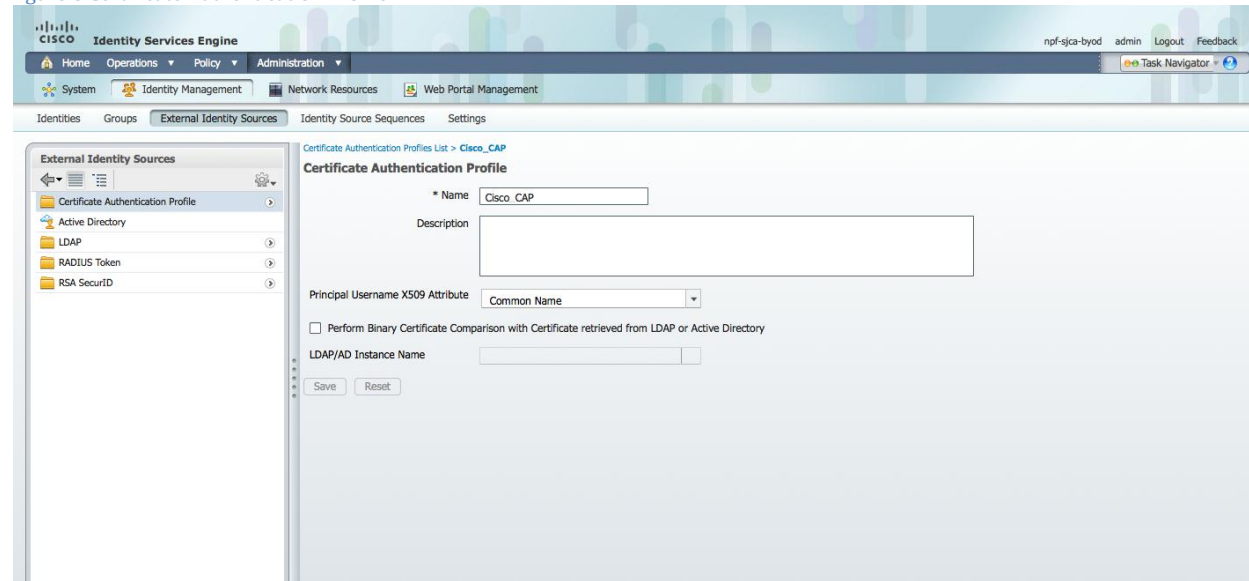 CISCO Identity Services Engine
npf-sjca-byod admin Logout Feedback
Home Operations Policy Administration
Task Navigator
System Identity Management Network Resources Web Portal Management
Identities Groups External Identity Sources Identity Source Sequences Settings
External Identity Sources
Certificate Authentication Profile
Active Directory
LDAP
RADIUS Token
RSA SecurID
Certificate Authentication Profiles List > Cisco_CAP
Certificate Authentication Profile
* Name Cisco_CAP
Description
Principal Username X509 Attribute Common Name
Perform Binary Certificate Comparison with Certificate retrieved from LDAP or Active Directory
LDAP/AD Instance Name
Save Reset